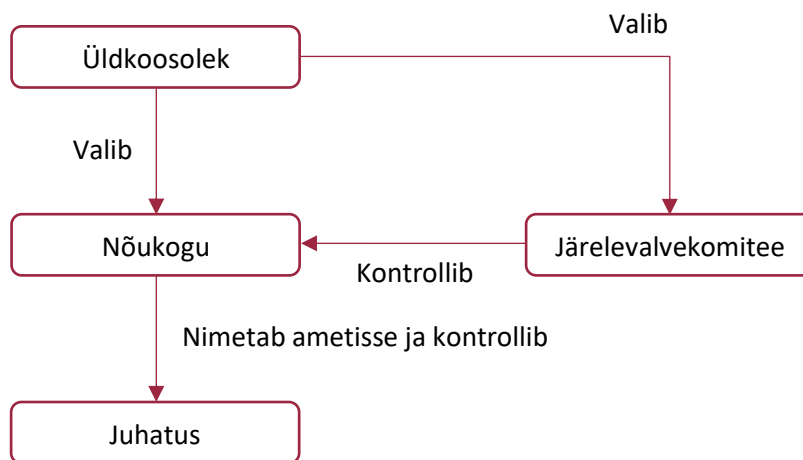 Valib
Üldkoosolek
Valib
Nõukogu
Järelevalvekomitee
Kontrollib
Nimetab ametisse ja kontrollib
Juhatus